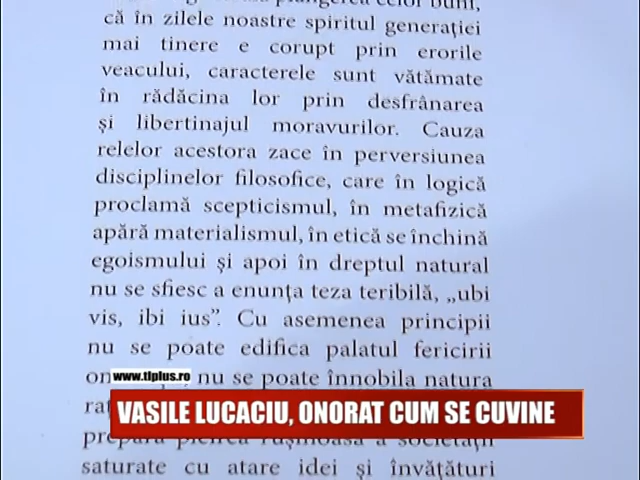 că în zilele noastre spiritul generației
mai tinere e corupt prin erorile
veacului, caracterele sunt vătămate
în rădăcina lor prin desfrânarea
și libertinajul moravurilor. Cauza
relelor acestora zace în perversiunea
disciplinelor filosofice, care în logică
proclamă scepticismul, în metafizică
apără materialismul, în etică se închină
egoismului și apoi în dreptul natural
nu se sfiesc a enunța teza teribilă, „ubi
vis, ibi ius”. Cu asemenea principii
nu se poate edifica palatul fericirii
www.tlplus.ro
nu se poate înnobila natura
VASILE LUCACIU, ONORAT CUM SE CUVINE
a societății
saturate cu atare idei și învățături